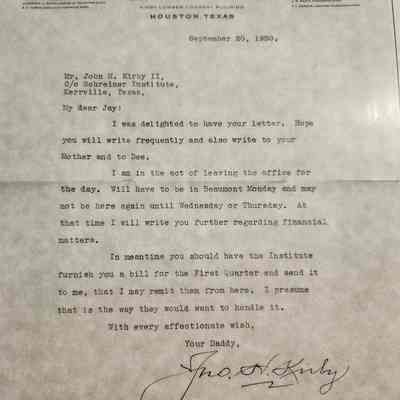 KIRBY LUMBER COMPANY BUILDING
HOUSTON TEXAS
September 20, 1930.
Mr. John H. Kirby II,
C/o Schreiner Institute,
Kerrville, Texas,
My dear Jay:
I was delighted to have your letter. Hope
you will write frequently and also write to your
Mother and to Dee.
I am in the act of leaving the office for
the day. Will have to be in Beaumont Monday and may
not be here again until Wednesday or Thursday. At
that time I will write you further regarding financial
matters.
In meantime you should have the Institute
furnish you a bill for the First Quarter and send it
to me, that I may remit them from here. I presume
that is the way they would want to handle it.
With every affectionate wish,
Your Daddy,
Jno. H. Kirby